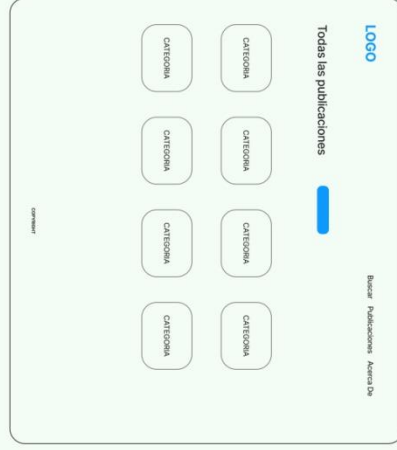 LOGO
Buscar Publicaciones Acerca De
Todas las publicaciones
CATEGORIA CATEGORIA CATEGORIA CATEGORIA
CATEGORIA CATEGORIA CATEGORIA CATEGORIA
COPYRIGHT